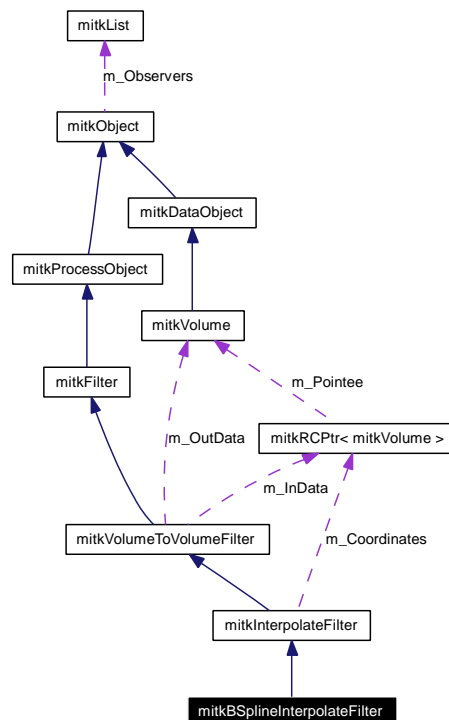 mitkList
m_Observers
mitkObject
mitkDataObject
mitkProcessObject
mitkVolume
mitkFilter
m_Pointee
m_OutData
mitkRCPtr< mitkVolume >
m_InData
mitkVolumeToVolumeFilter
m_Coordinates
mitkInterpolateFilter
mitkBSplineInterpolateFilter